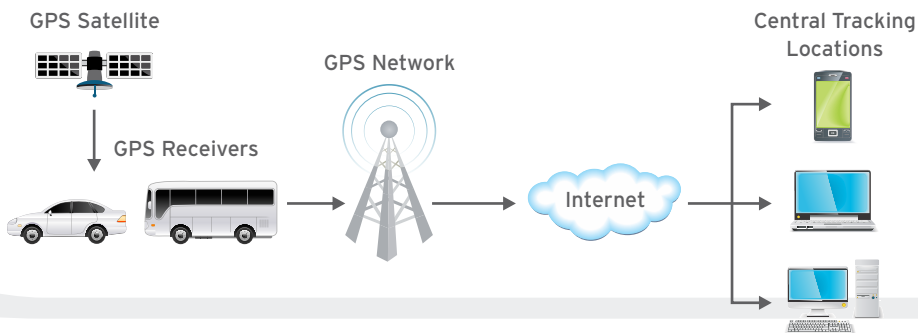 GPS Satellite
GPS Receivers
GPS Network
Internet
Central Tracking
Locations